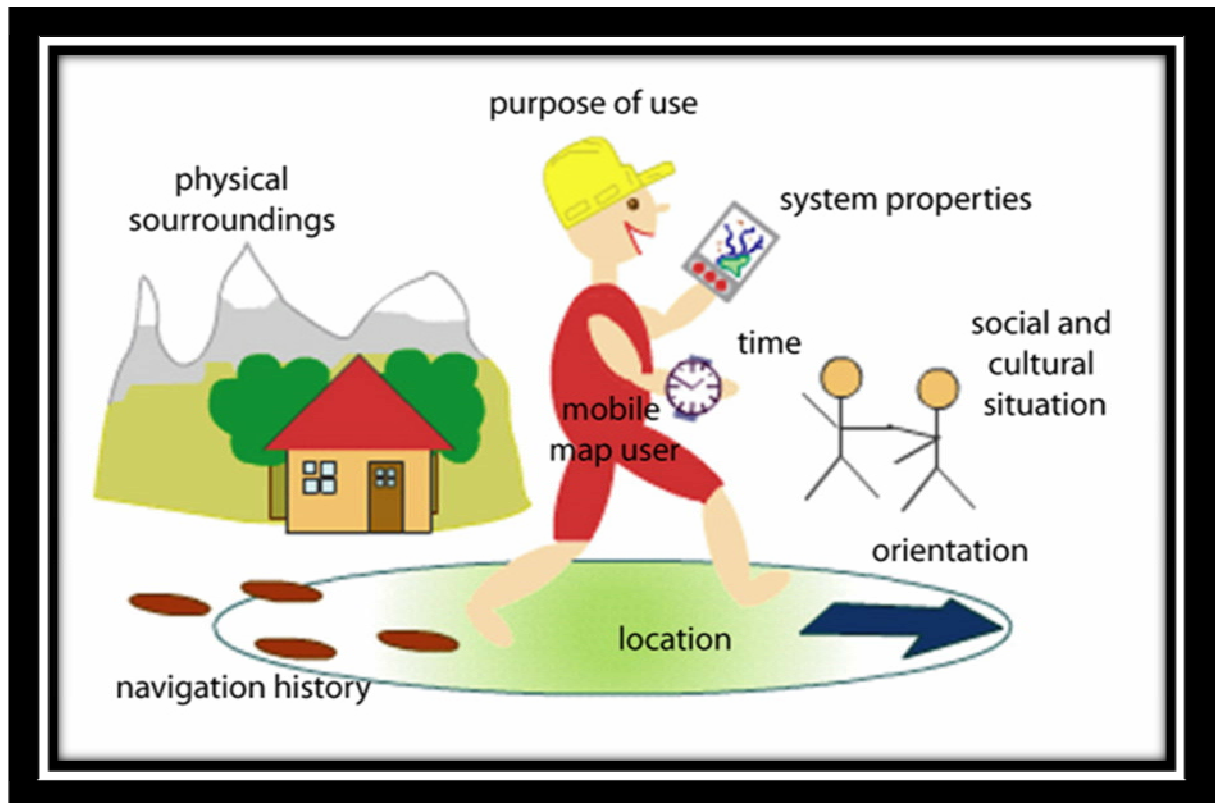 purpose of use
physical
sourroundings
system properties
time
social and
cultural
situation
mobile
map user
orientation
location
navigation history